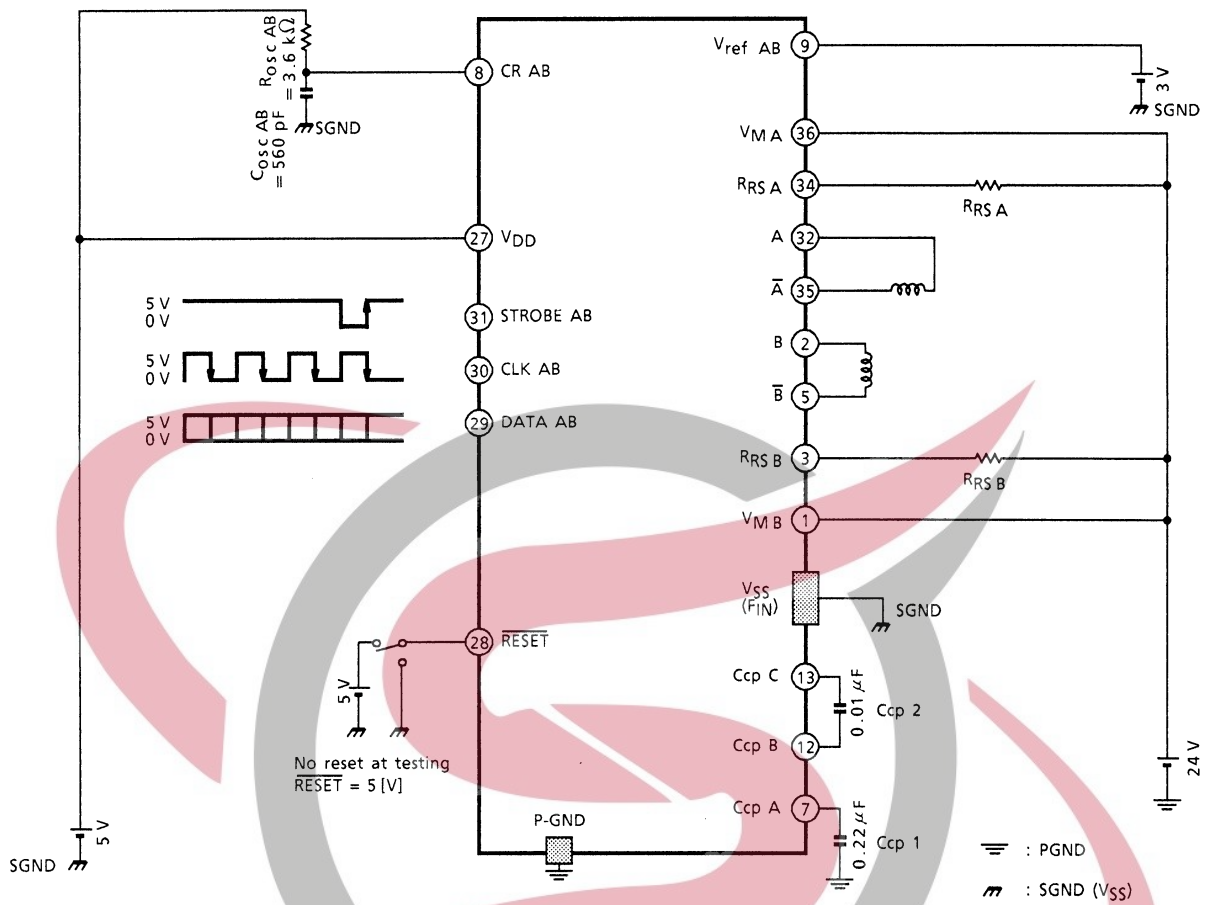 Rosc AB
= 3.6 kΩ
Cosc AB
= 560 pF
SGND
8
CR AB
27
VDD
5 V
0 V
31
STROBE AB
5 V
0 V
30
CLK AB
5 V
0 V
29
DATA AB
28
RESET
5 V
No reset at testing
RESET = 5 [V]
5 V
SGND
P-GND
Vref AB
9
3 V
SGND
VM A
36
RRS A
34
RRS A
A
32
A
35
B
2
B
5
RRS B
3
RRS B
VM B
1
VSS
(FIN)
SGND
Ccp C
13
0.01 μF
Ccp 2
Ccp B
12
Ccp A
7
0.22 μF
Ccp 1
24 V
: PGND
: SGND (VSS)